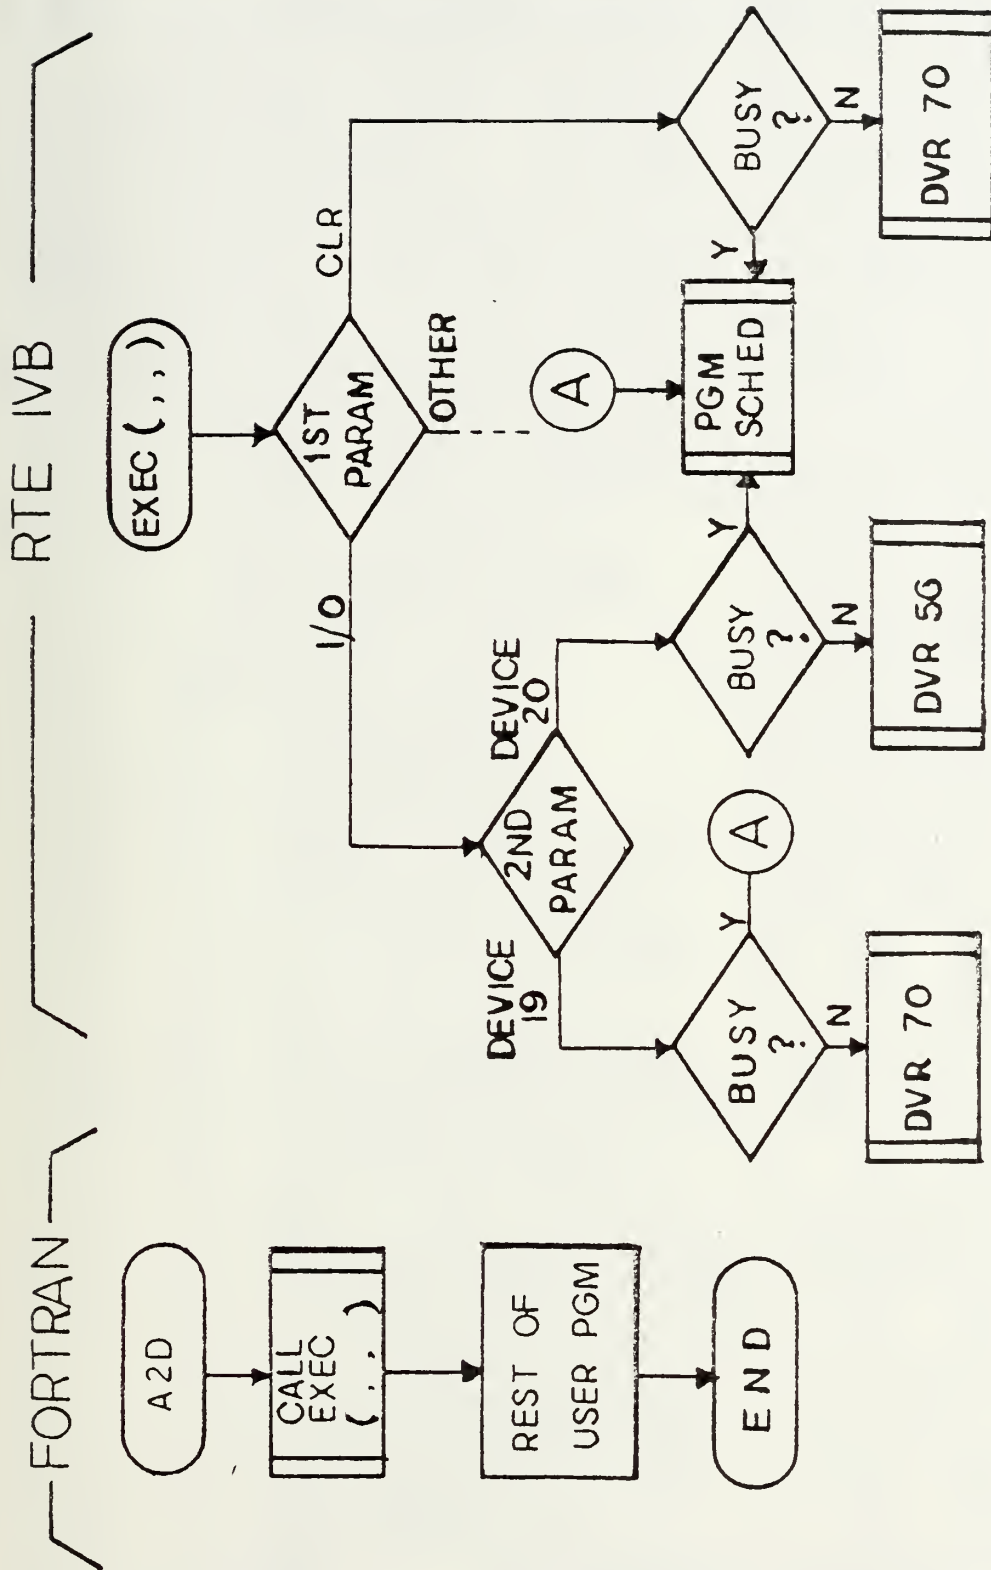 FORTRAN
RTE IVB
A2D
CALL
EXEC
( , , )
REST OF
USER PGM
END
EXEC ( , , )
1ST
PARAM
I/O
CLR
OTHER
2ND
PARAM
DEVICE
19
DEVICE
20
A
BUSY
?
Y
A
N
DVR 70
BUSY
?
Y
N
DVR 56
PGM
SCHED
BUSY
?
Y
N
DVR 70